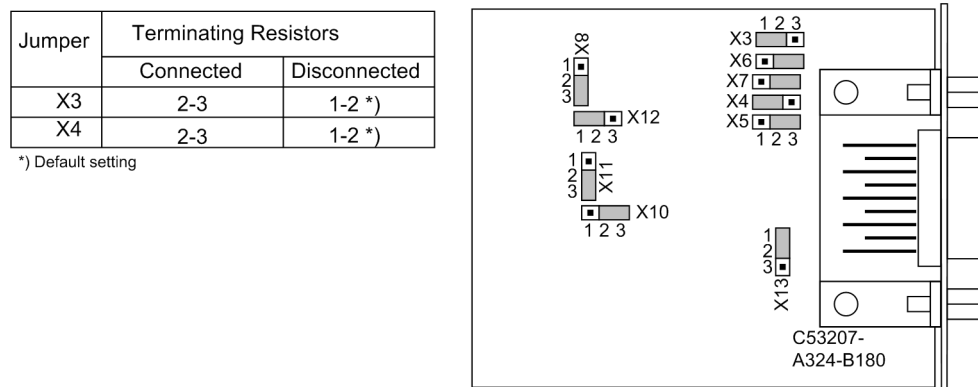 Jumper Terminating Resistors
Connected Disconnected
X3 2-3 1-2 *)
X4 2-3 1-2 *)
*) Default setting
X8
1
2
3
X12
1 2 3
1
2
3
X11
X10
1 2 3
1 2 3
X3
X6
X7
X4
X5
1 2 3
1
2
3
X13
C53207-
A324-B180